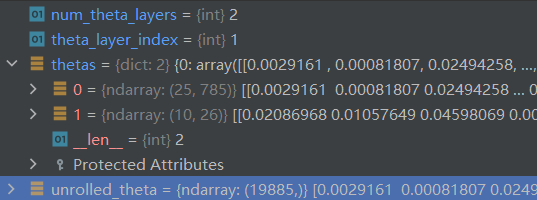 num_theta_layers = {int} 2
theta_layer_index = {int} 1
thetas = {dict: 2} {0: array([[0.0029161 , 0.00081807, 0.02494258, ...,
0 = {ndarray: (25, 785)} [[0.0029161 0.00081807 0.02494258 ... 0
1 = {ndarray: (10, 26)} [[0.02086968 0.01057649 0.04598069 0.00
__len__ = {int} 2
Protected Attributes
unrolled_theta = {ndarray: (19885,)} [0.0029161 0.00081807 0.0249